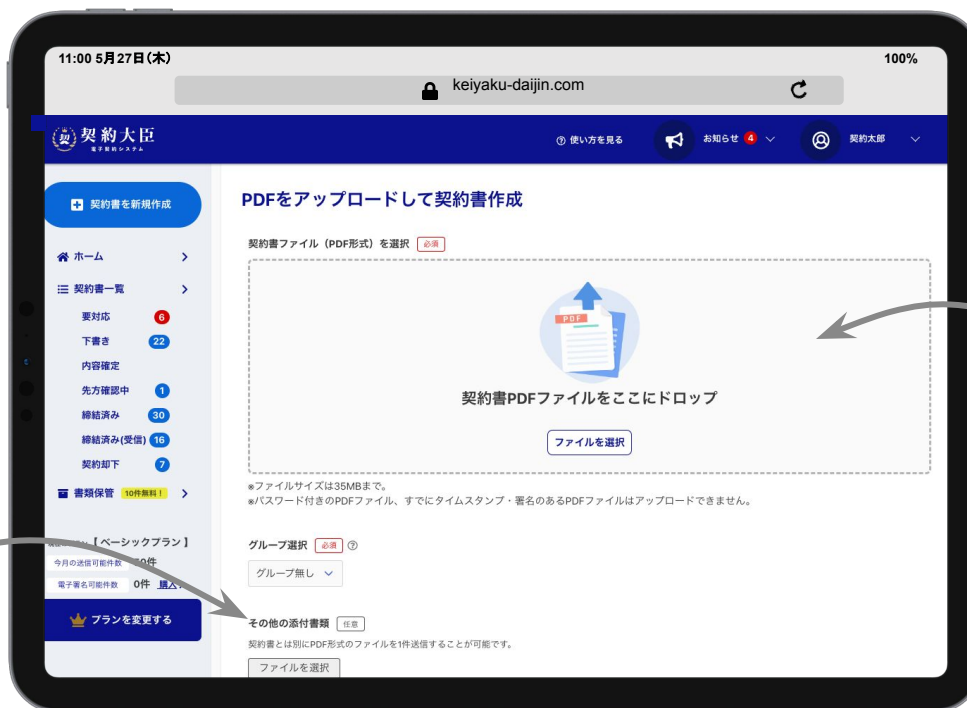 11:00 5月27日(木)
100%
keiyaku-daijin.com
契約大臣
電子契約システム
使い方を見る
お知らせ 4
契約太郎
契約書を新規作成
ホーム
契約書一覧
要対応 6
下書き 22
内容確定
先方確認中 1
締結済み 30
締結済み(受信) 16
契約却下 7
書類保管 10件無料！
【 ベーシックプラン 】
今月の送信可能件数
件
電子署名可能件数 0件 購入
プランを変更する
PDFをアップロードして契約書作成
契約書ファイル（PDF形式）を選択 必須
PDF
契約書PDFファイルをここにドロップ
ファイルを選択
※ファイルサイズは35MBまで。
※パスワード付きのPDFファイル、すでにタイムスタンプ・署名のあるPDFファイルはアップロードできません。
グループ選択 必須
グループ無し
その他の添付書類 任意
契約書とは別にPDF形式のファイルを1件送信することが可能です。
ファイルを選択